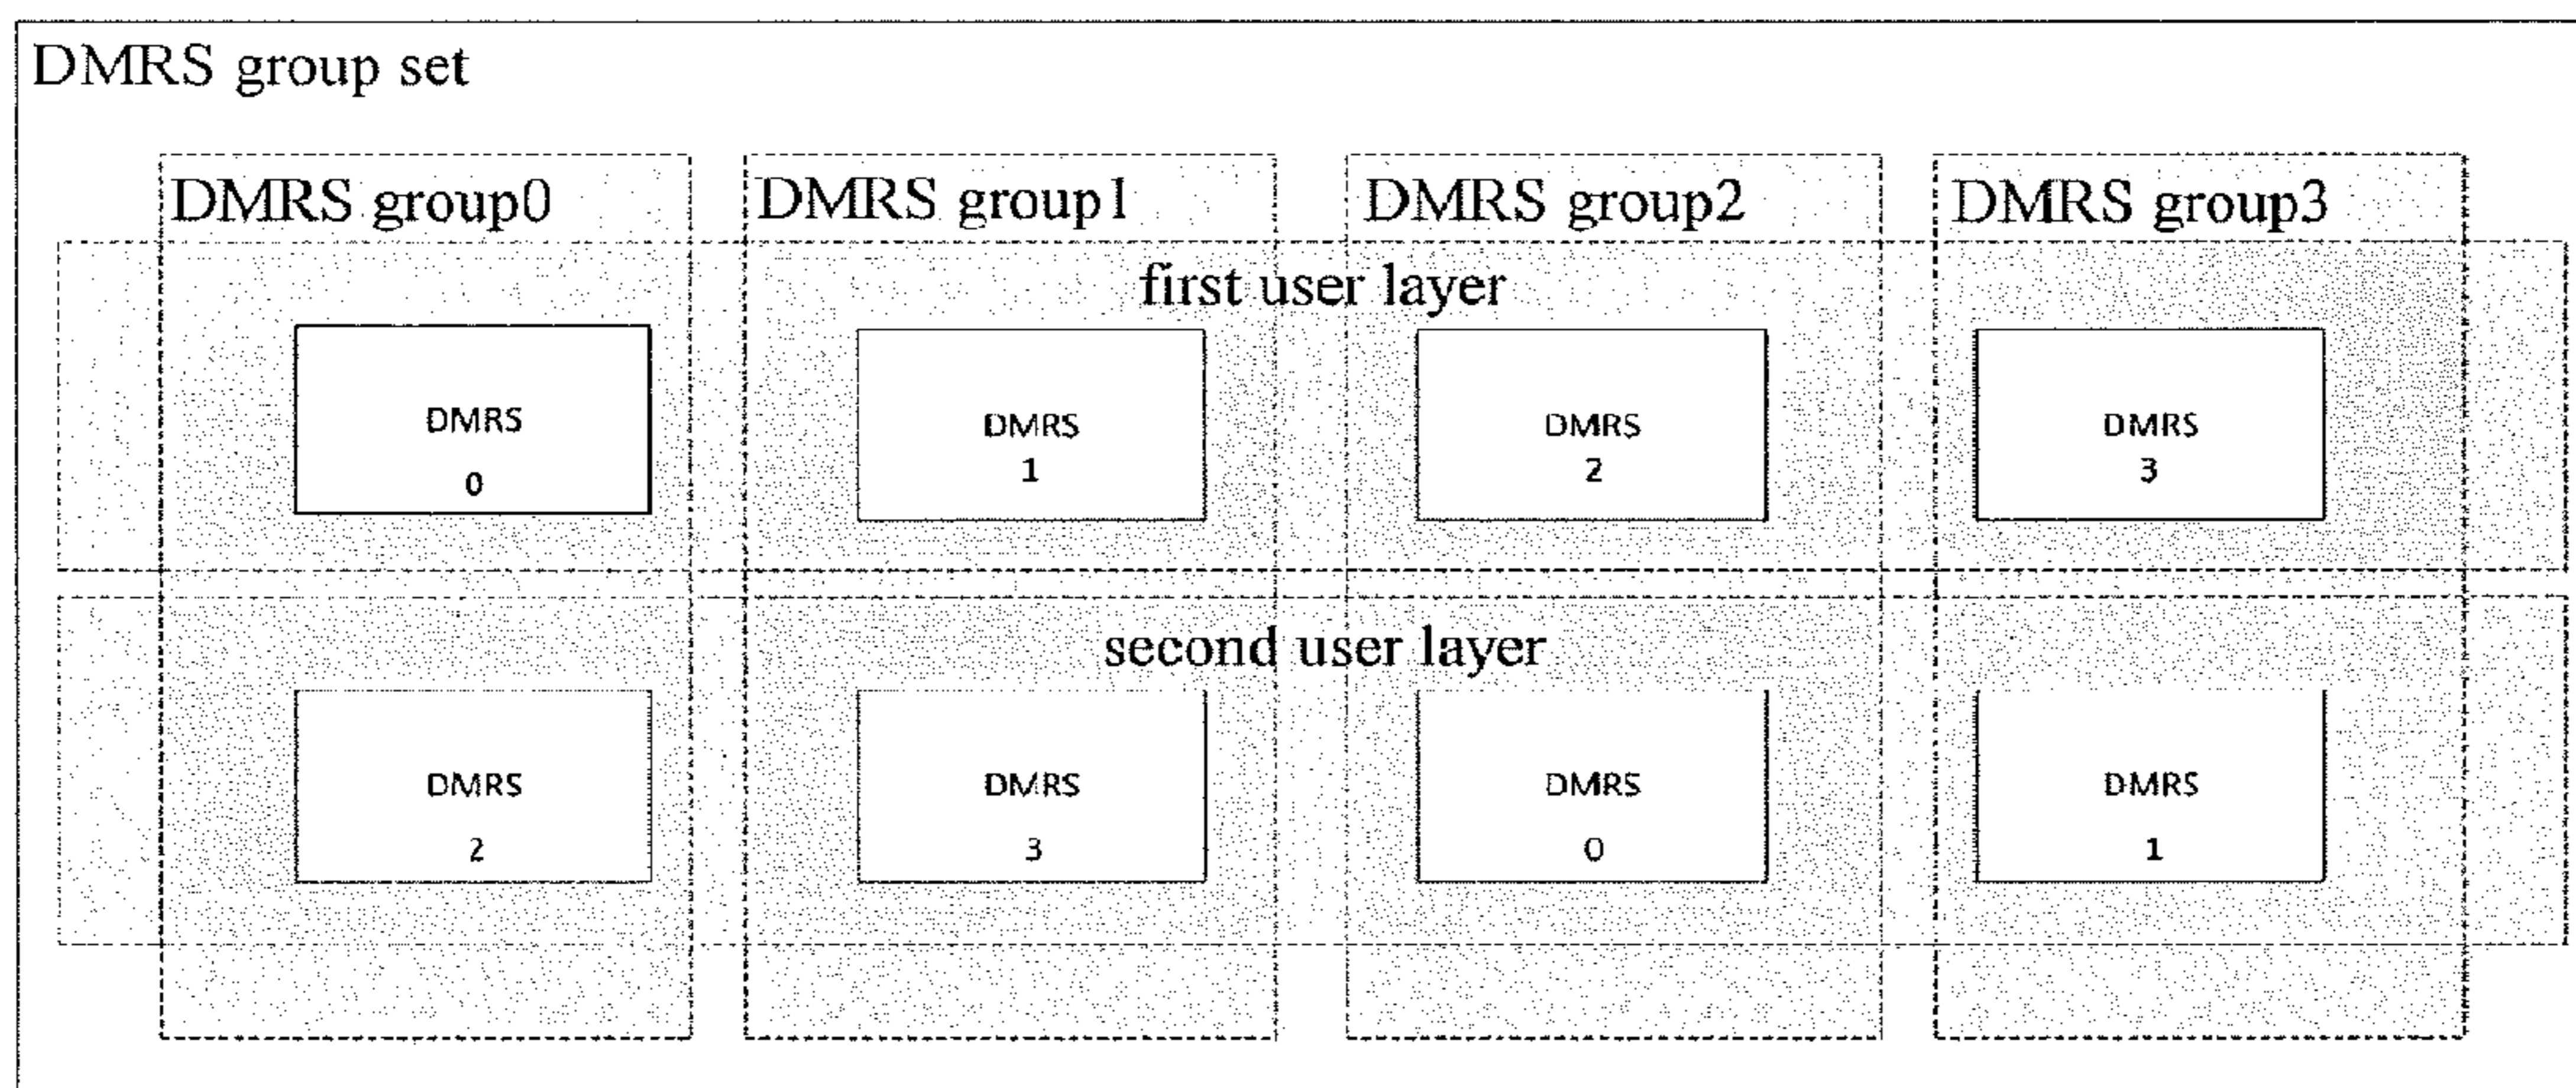 DMRS group set
DMRS group0 DMRS group1 DMRS group2 DMRS group3
first user layer
DMRS DMRS DMRS DMRS
0 1 2 3
second user layer
DMRS DMRS DMRS DMRS
2 3 0 1